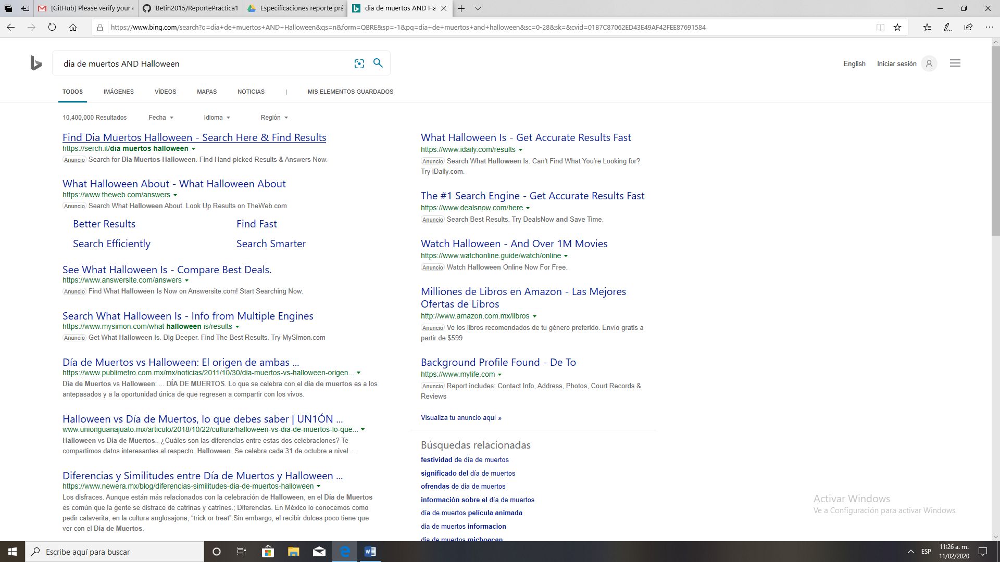 [GitHub] Please verify your e
Betin2015/ReportePractica1
Especificaciones reporte prá
dia de muertos AND Ha
https://www.bing.com/search?q=dia+de+muertos+AND+Halloween&qs=n&form=QBRE&sp=-1&pq=dia+de+muertos+and+halloween&sc=0-28&sk=&cvid=01B7C87062ED43E49AF42FEE87691584
dia de muertos AND Halloween
English
Iniciar sesión
TODOS
IMÁGENES
VÍDEOS
MAPAS
NOTICIAS
|
MIS ELEMENTOS GUARDADOS
10,400,000 Resultados
Fecha
Idioma
Región
Find Dia Muertos Halloween - Search Here & Find Results
https://serch.it/dia muertos halloween
Anuncio Search for Dia Muertos Halloween. Find Hand-picked Results & Answers Now.
What Halloween About - What Halloween About
https://www.theweb.com/answers
Anuncio Search What Halloween About. Look Up Results on TheWeb.com
Better Results
Find Fast
Search Efficiently
Search Smarter
See What Halloween Is - Compare Best Deals.
https://www.answersite.com/answers
Anuncio Find What Halloween Is Now on Answersite.com! Start Searching Now.
Search What Halloween Is - Info from Multiple Engines
https://www.mysimon.com/what halloween is/results
Anuncio Get What Halloween Is. Dig Deeper. Find The Best Results. Try MySimon.com
Día de Muertos vs Halloween: El origen de ambas ...
https://www.publimetro.com.mx/mx/noticias/2011/10/30/dia-muertos-vs-halloween-origen...
Día de Muertos vs Halloween: ... DÍA DE MUERTOS. Lo que se celebra con el día de muertos es a los
antepasados y a la oportunidad única de que regresen a compartir con los vivos.
Halloween vs Día de Muertos, lo que debes saber | UN1ÓN ...
www.unionguanajuato.mx/articulo/2018/10/22/cultura/halloween-vs-dia-de-muertos-lo-que...
Halloween vs Día de Muertos.. ¿Cuáles son las diferencias entre estas dos celebraciones? Te
compartimos datos interesantes al respecto. Halloween. Se celebra cada 31 de octubre a nivel ...
Diferencias y Similitudes entre Día de Muertos y Halloween ...
https://www.newera.mx/blog/diferencias-similitudes-dia-de-muertos-halloween
Los disfraces. Aunque están más relacionados con la celebración de Halloween, en el Día de Muertos
es común que la gente se disfrace de catrinas y catrines.; Diferencias. En México lo conocemos como
pedir calaverita, en la cultura anglosajona, “trick or treat”.Sin embargo, el recibir dulces poco tiene que
ver con el Día de Muertos.
What Halloween Is - Get Accurate Results Fast
https://www.idaily.com/results
Anuncio Search What Halloween Is. Can't Find What You're Looking for?
Try iDaily.com.
The #1 Search Engine - Get Accurate Results Fast
https://www.dealsnow.com/here
Anuncio Search Best Results. Try DealsNow and Save Time.
Watch Halloween - And Over 1M Movies
https://www.watchonline.guide/watch/online
Anuncio Watch Halloween Online Now For Free.
Milliones de Libros en Amazon - Las Mejores
Ofertas de Libros
http://www.amazon.com.mx/libros
Anuncio Ve los libros recomendados de tu género preferido. Envío gratis a
partir de $599
Background Profile Found - De To
https://www.mylife.com
Anuncio Report includes: Contact Info, Address, Photos, Court Records &
Reviews
Visualiza tu anuncio aquí »
Búsquedas relacionadas
festividad de día de muertos
significado del día de muertos
ofrendas de dia de muertos
información sobre el día de muertos
día de muertos película animada
dia de muertos informacion
dia de muertos michoacan
Activar Windows
Ve a Configuración para activar Windows.
Escribe aquí para buscar
ESP
11:26 a. m.
11/02/2020